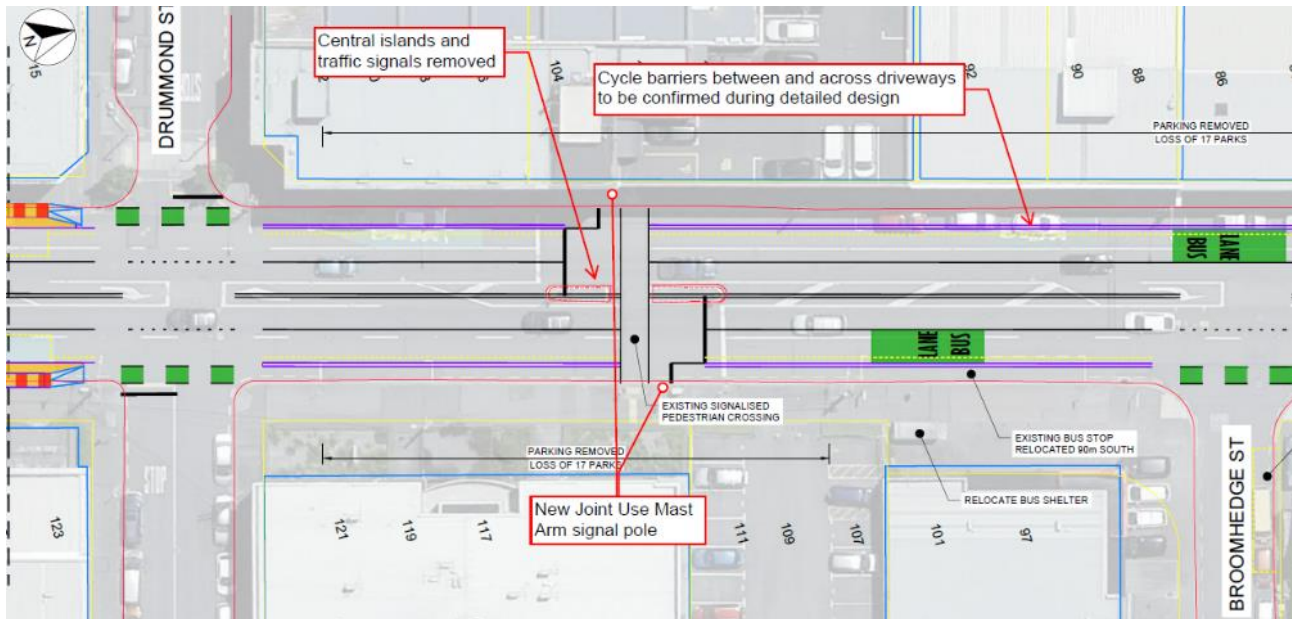 N
DRUMMOND ST
15
Central islands and
traffic signals removed
104
Cycle barriers between and across driveways
to be confirmed during detailed design
92
90
88
86
PARKING REMOVED
LOSS OF 17 PARKS
BUS
LANE
BUS
LANE
EXISTING SIGNALISED
PEDESTRIAN CROSSING
EXISTING BUS STOP
RELOCATED 90m SOUTH
PARKING REMOVED
LOSS OF 17 PARKS
RELOCATE BUS SHELTER
BROOMHEDGE ST
STOP
New Joint Use Mast
Arm signal pole
123
121
119
117
111
109
107
101
97